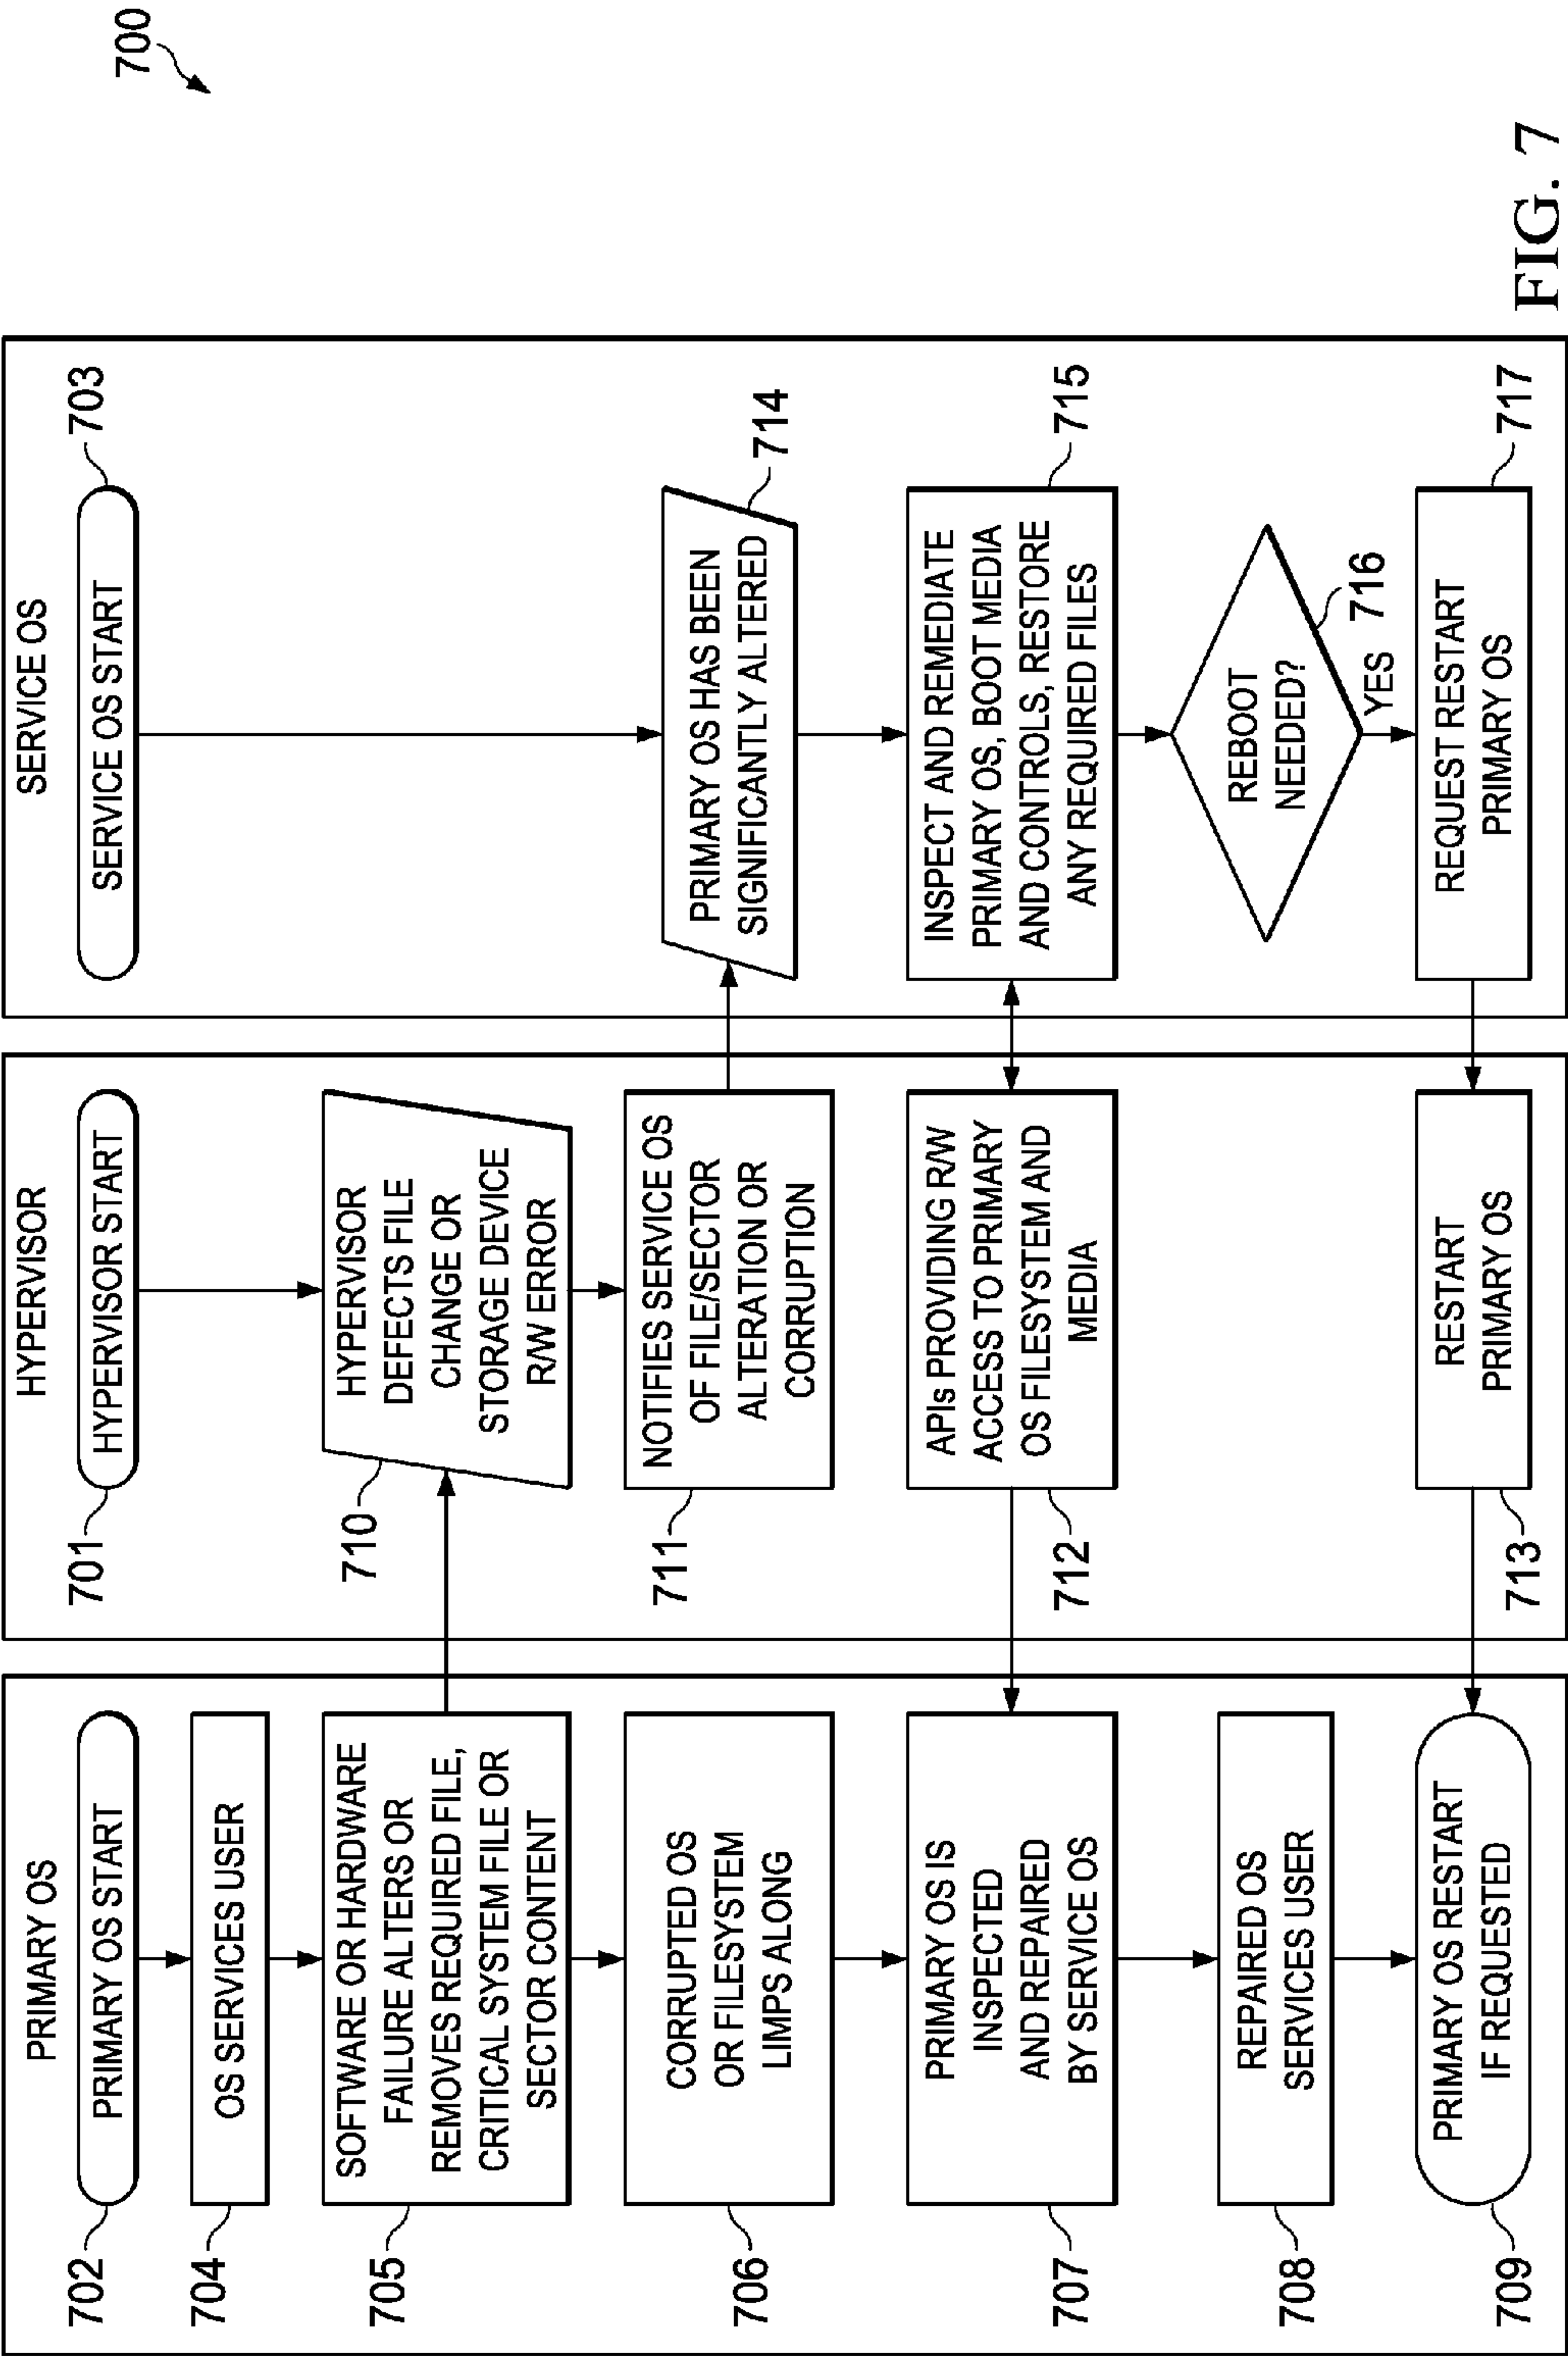 700
PRIMARY OS
702
PRIMARY OS START
704
OS SERVICES USER
705
SOFTWARE OR HARDWARE
FAILURE ALTERS OR
REMOVES REQUIRED FILE,
CRITICAL SYSTEM FILE OR
SECTOR CONTENT
706
CORRUPTED OS
OR FILESYSTEM
LIMPS ALONG
707
PRIMARY OS IS
INSPECTED
AND REPAIRED
BY SERVICE OS
708
REPAIRED OS
SERVICES USER
709
PRIMARY OS RESTART
IF REQUESTED
HYPERVISOR
701
HYPERVISOR START
710
HYPERVISOR
DEFECTS FILE
CHANGE OR
STORAGE DEVICE
R/W ERROR
711
NOTIFIES SERVICE OS
OF FILE/SECTOR
ALTERATION OR
CORRUPTION
712
APIs PROVIDING R/W
ACCESS TO PRIMARY
OS FILESYSTEM AND
MEDIA
713
RESTART
PRIMARY OS
SERVICE OS
SERVICE OS START
703
PRIMARY OS HAS BEEN
SIGNIFICANTLY ALTERED
714
INSPECT AND REMEDIATE
PRIMARY OS, BOOT MEDIA
AND CONTROLS, RESTORE
ANY REQUIRED FILES
715
REBOOT
NEEDED?
716
YES
REQUEST RESTART
PRIMARY OS
717
FIG. 7